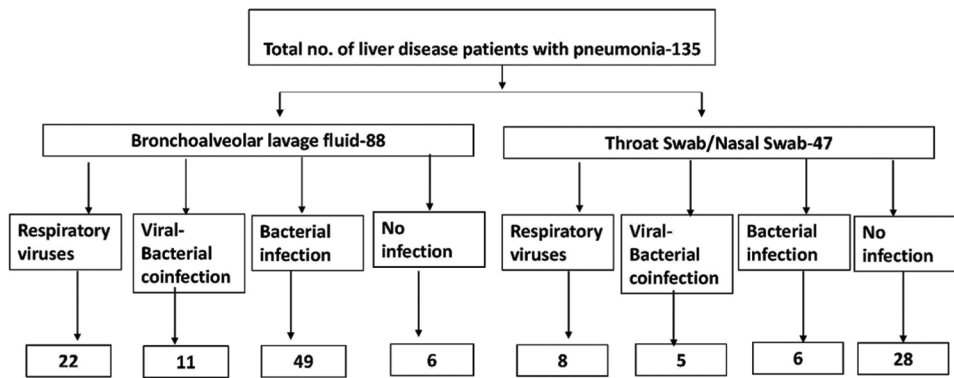 Total no. of liver disease patients with pneumonia-135
Bronchoalveolar lavage fluid-88
Throat Swab/Nasal Swab-47
Respiratory
viruses
Viral-
Bacterial
coinfection
Bacterial
infection
No
infection
Respiratory
viruses
Viral-
Bacterial
coinfection
Bacterial
infection
No
infection
22
11
49
6
8
5
6
28